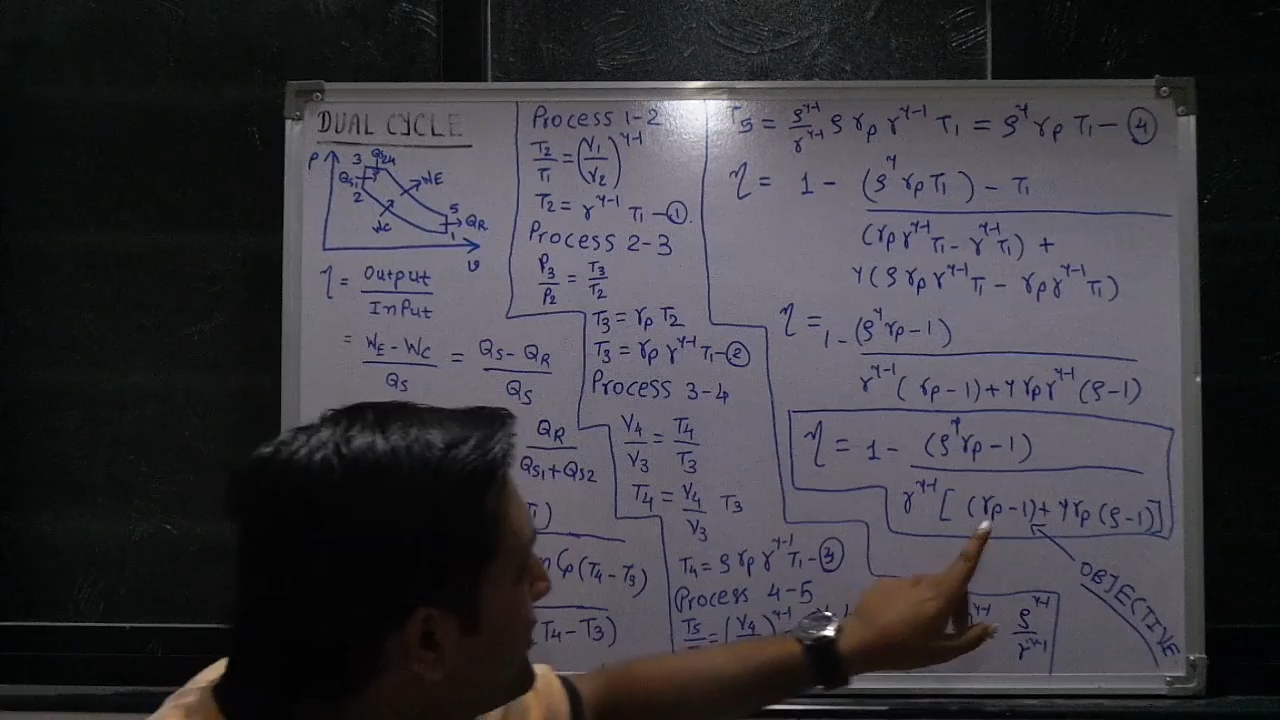 DUAL CYCLE
P
3
QS2
4
QS1
2
WE
WC
5
QR
1
v
η = Output / InPut
= WE - WC / QS = QS - QR / QS
QR / QS1 + QS2
(T4 - T3)
T4 - T3)
Process 1-2
T2/T1 = (V1/V2)^γ-1
T2 = r^γ-1 T1 - ①.
Process 2-3
P3/P2 = T3/T2
T3 = rp T2
T3 = rp r^γ-1 T1 - ②
Process 3-4
V4/V3 = T4/T3
T4 = V4/V3 T3
T4 = ρ rp r^γ-1 T1 - ③
Process 4-5
T5 = ρ^γ-1/r^γ-1 ρ rp r^γ-1 T1 = ρ^γ rp T1 - ④
η = 1 - (ρ^γ rp T1) - T1
(rp r^γ-1 T1 - r^γ-1 T1) +
γ(ρ rp r^γ-1 T1 - rp r^γ-1 T1)
η = 1 - (ρ^γ rp - 1)
r^γ-1 (rp - 1) + γ rp r^γ-1 (ρ - 1)
η = 1 - (ρ^γ rp - 1)
r^γ-1 [(rp - 1) + γ rp (ρ - 1)]
OBJECTIVE
ρ^γ-1
r^γ-1